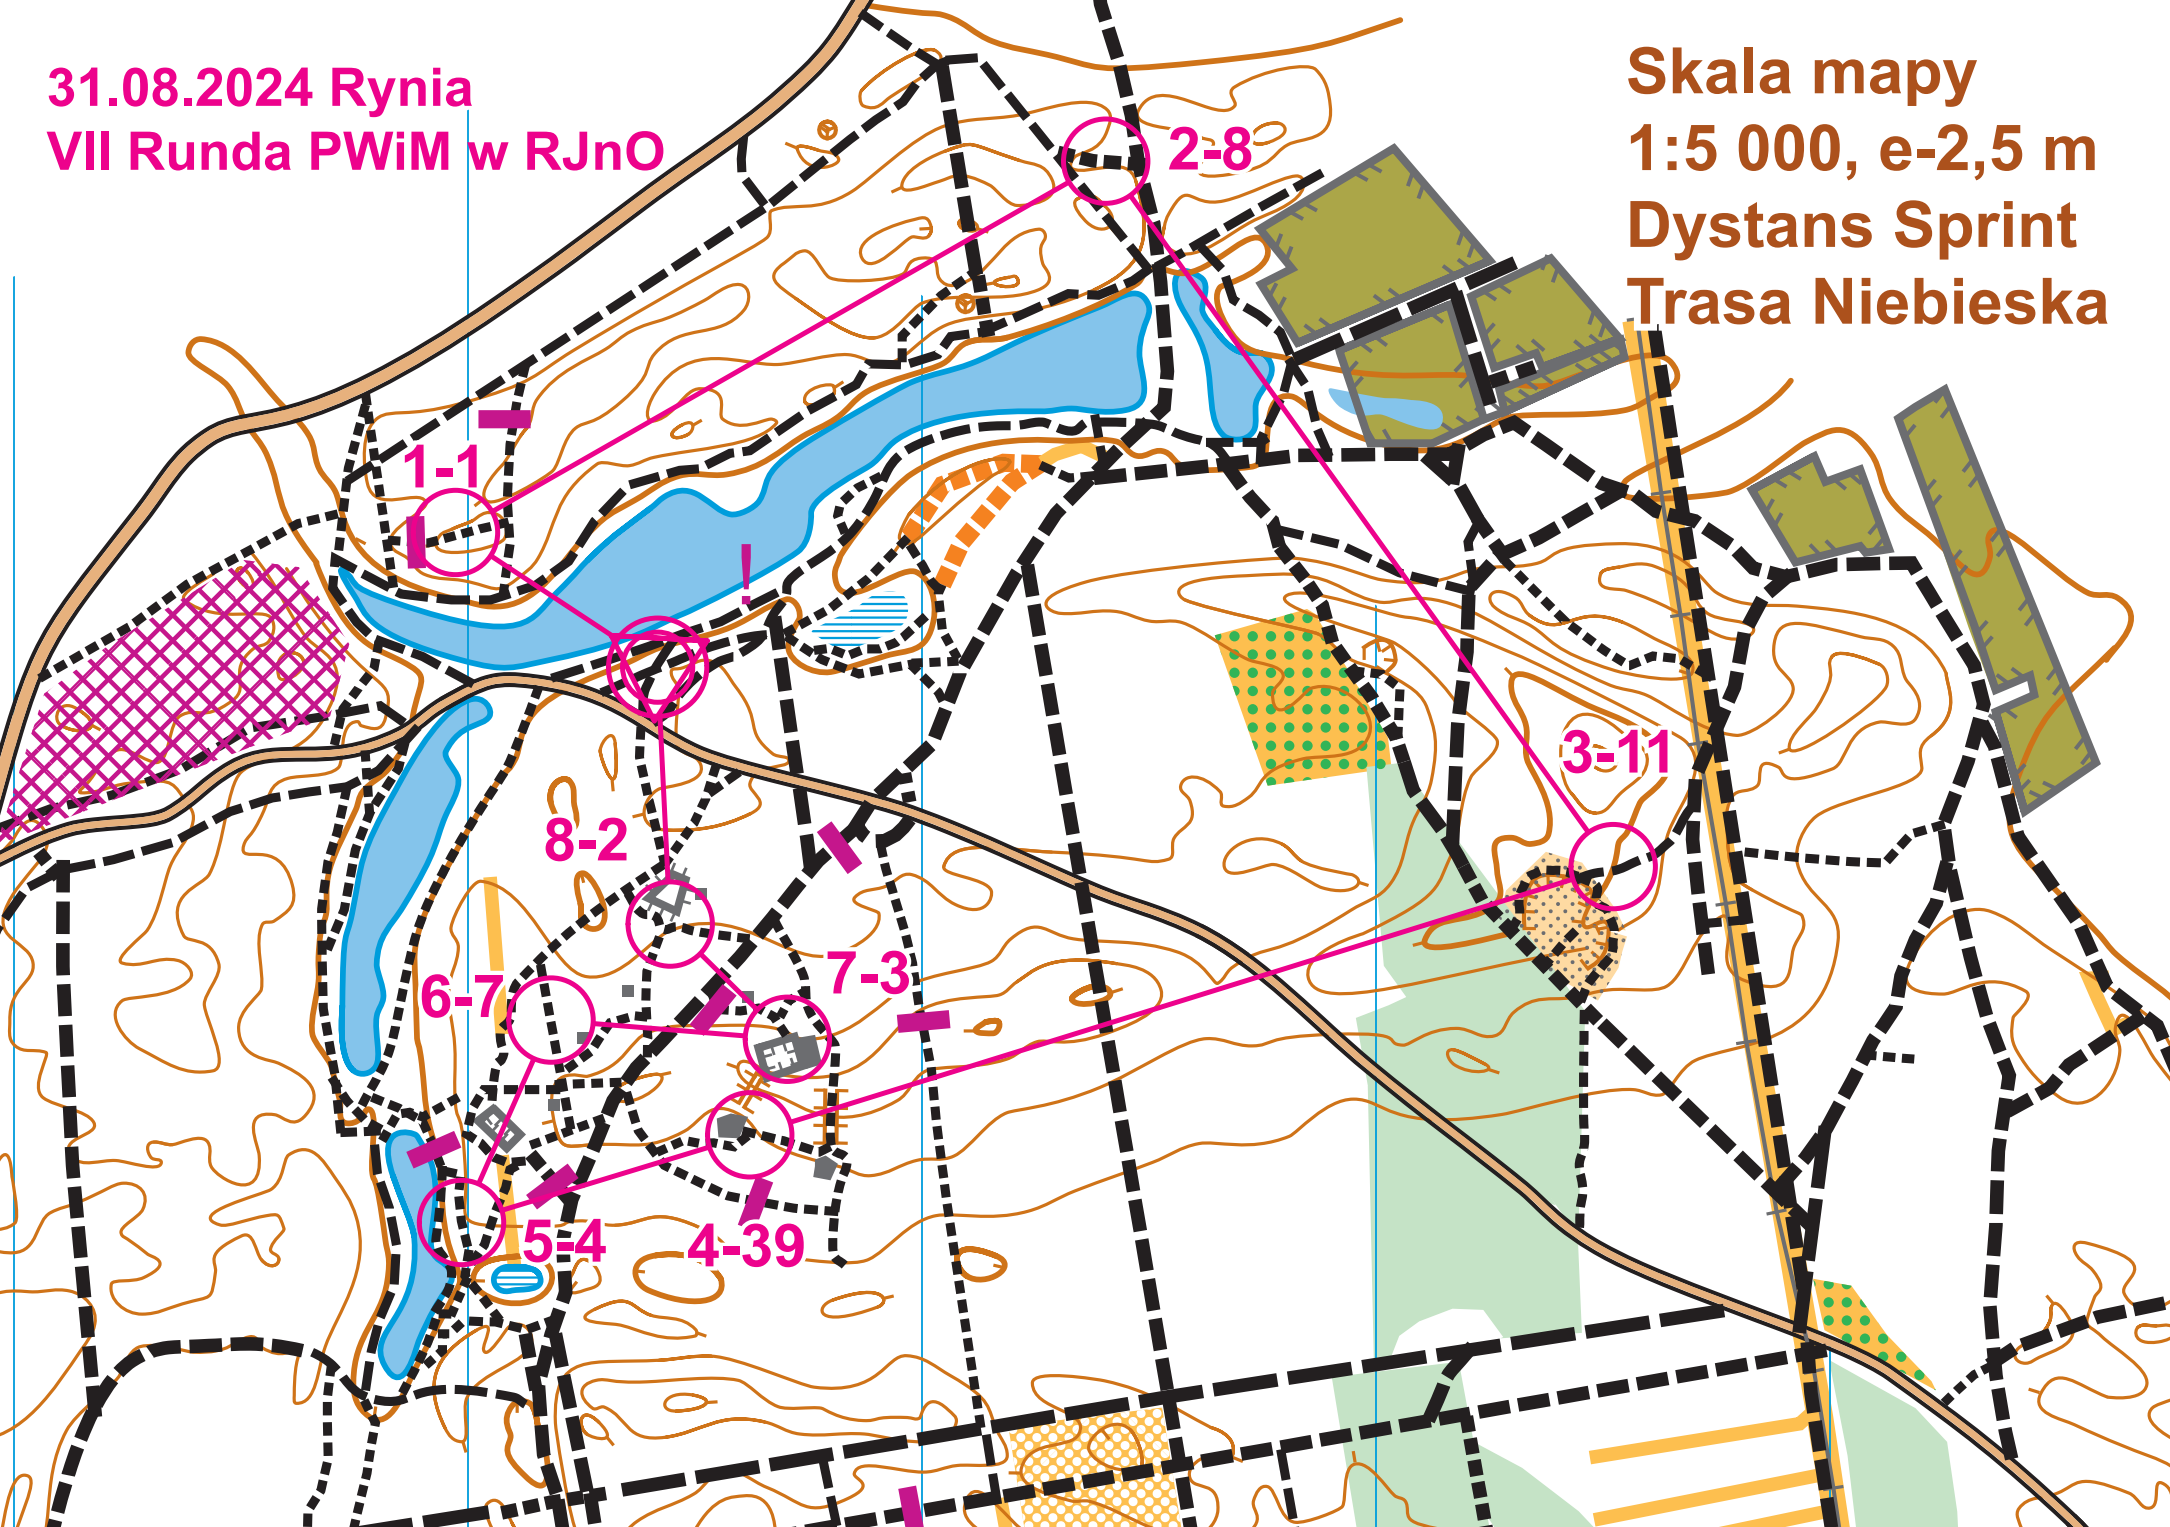 31.08.2024 Rynia
VII Runda PWiM w RJnO
Skala mapy
1:5 000, e-2,5 m
Dystans Sprint
Trasa Niebieska
2-8
1-1
!
3-11
8-2
7-3
6-7
5-4
4-39